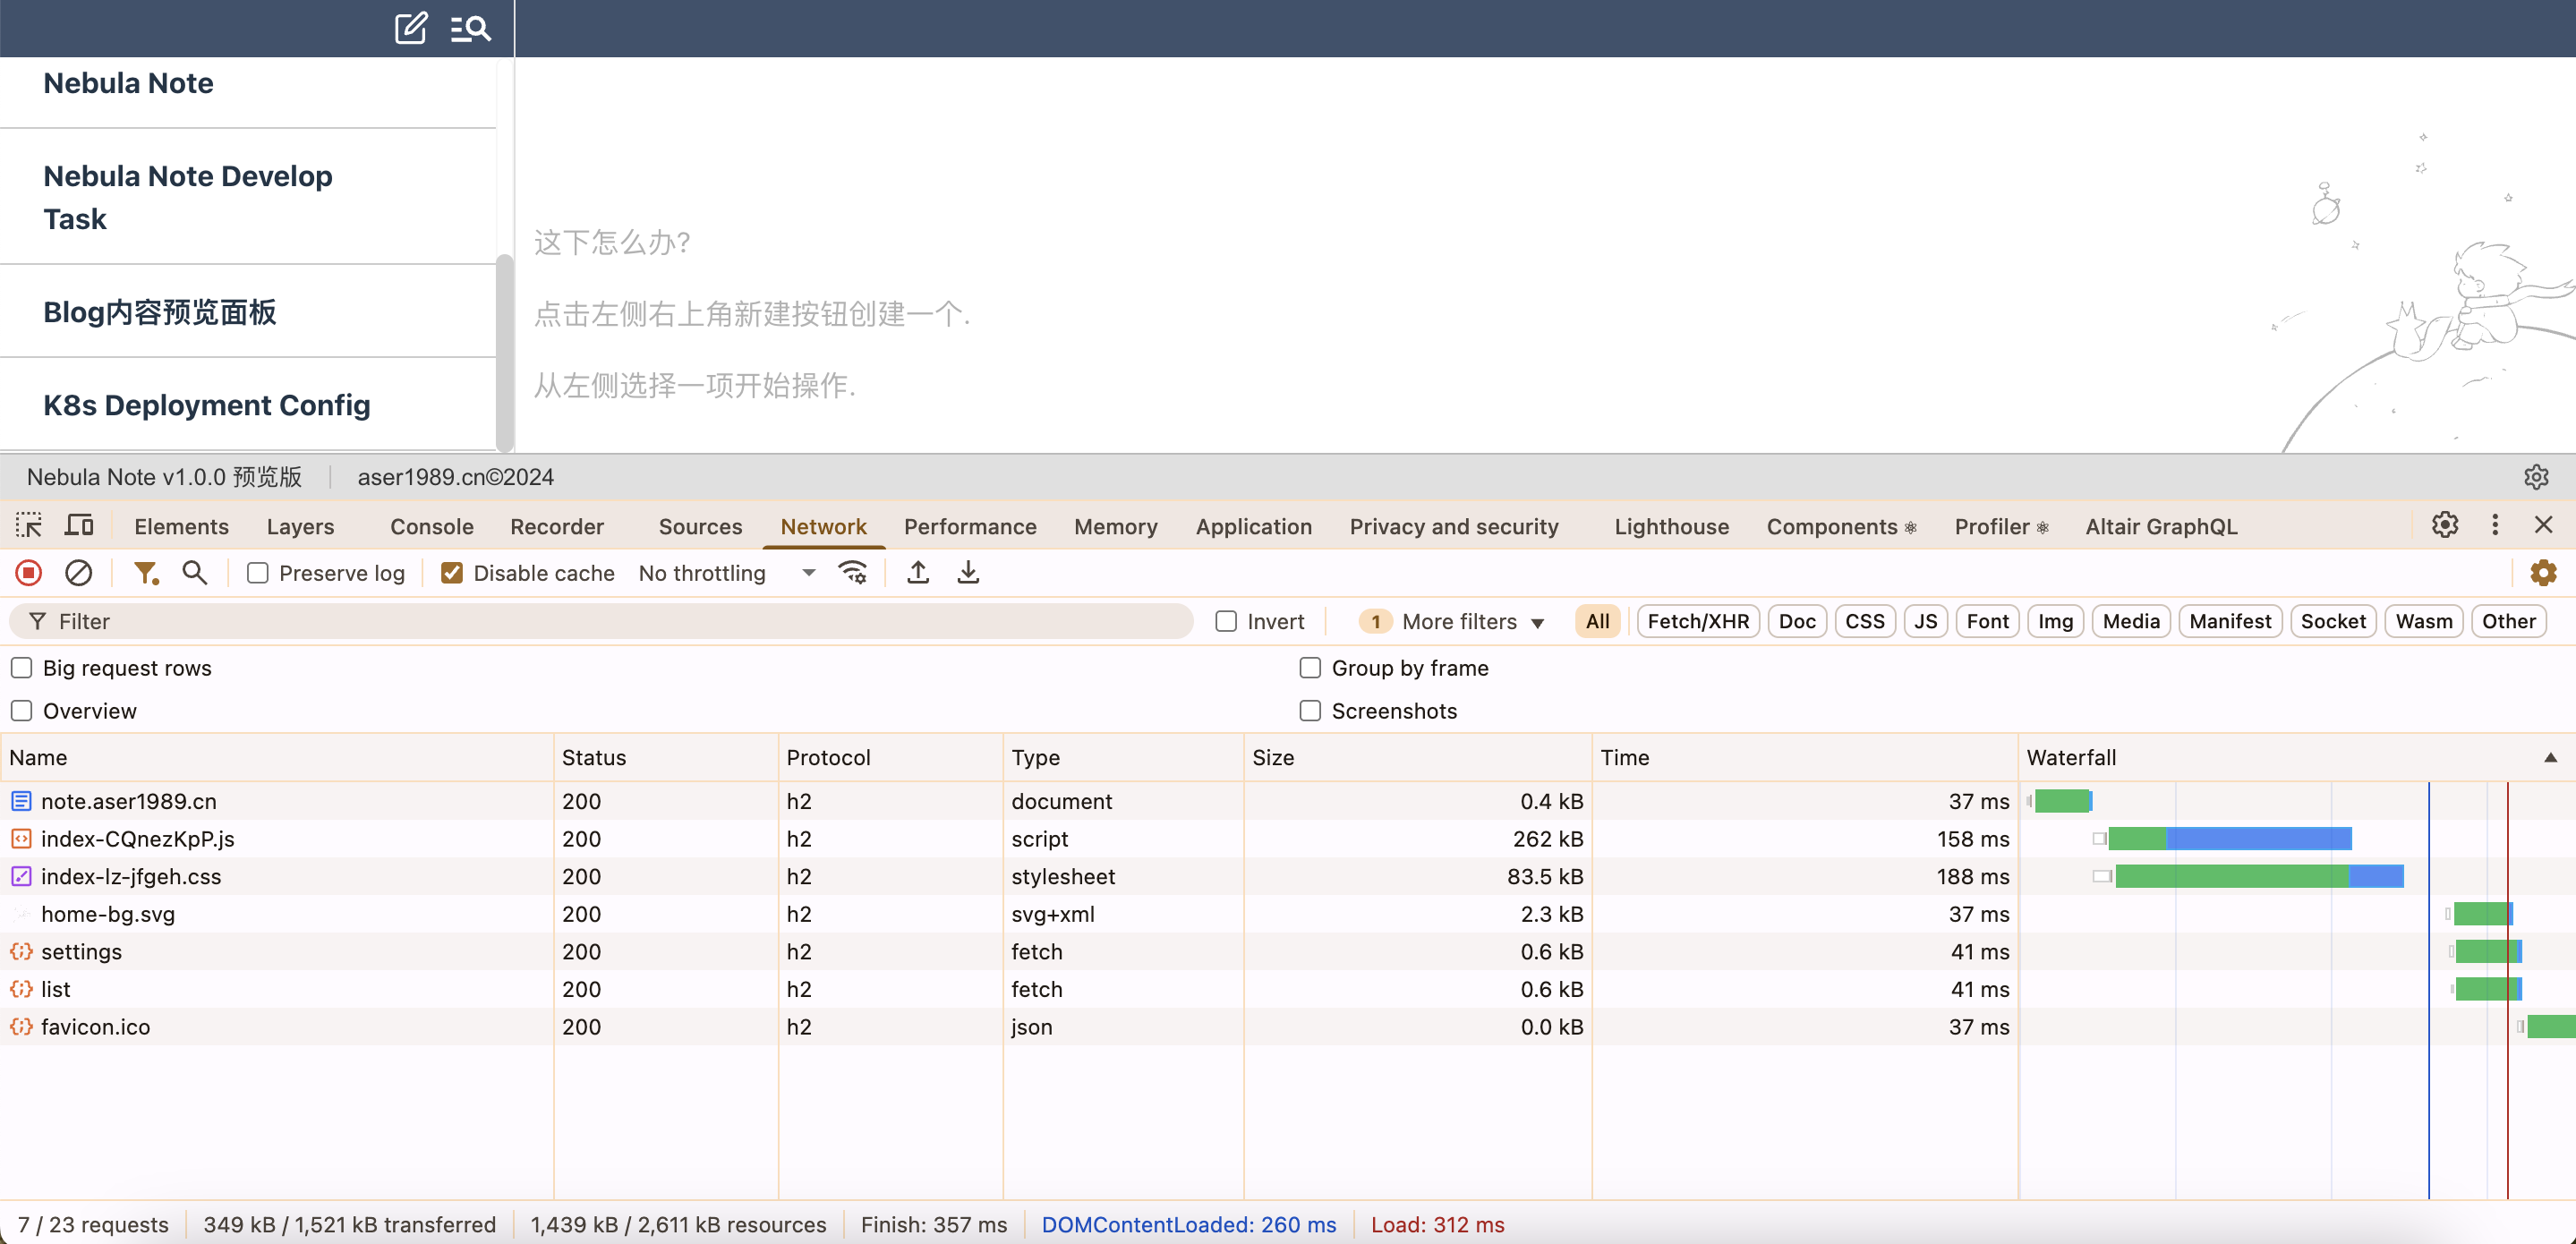 Nebula Note
Nebula Note Develop
Task
Blog内容预览面板
K8s Deployment Config
这下怎么办?
点击左侧右上角新建按钮创建一个.
从左侧选择一项开始操作.
Nebula Note v1.0.0 预览版 aser1989.cn©2024
Elements Layers Console Recorder Sources Network Performance Memory Application Privacy and security Lighthouse Components Profiler Altair GraphQL
Preserve log Disable cache No throttling
Filter Invert 1 More filters All Fetch/XHR Doc CSS JS Font Img Media Manifest Socket Wasm Other
Big request rows Group by frame
Overview Screenshots
Name Status Protocol Type Size Time Waterfall
note.aser1989.cn 200 h2 document 0.4 kB 37 ms
index-CQnezKpP.js 200 h2 script 262 kB 158 ms
index-lz-jfgeh.css 200 h2 stylesheet 83.5 kB 188 ms
home-bg.svg 200 h2 svg+xml 2.3 kB 37 ms
settings 200 h2 fetch 0.6 kB 41 ms
list 200 h2 fetch 0.6 kB 41 ms
favicon.ico 200 h2 json 0.0 kB 37 ms
7 / 23 requests 349 kB / 1,521 kB transferred 1,439 kB / 2,611 kB resources Finish: 357 ms DOMContentLoaded: 260 ms Load: 312 ms